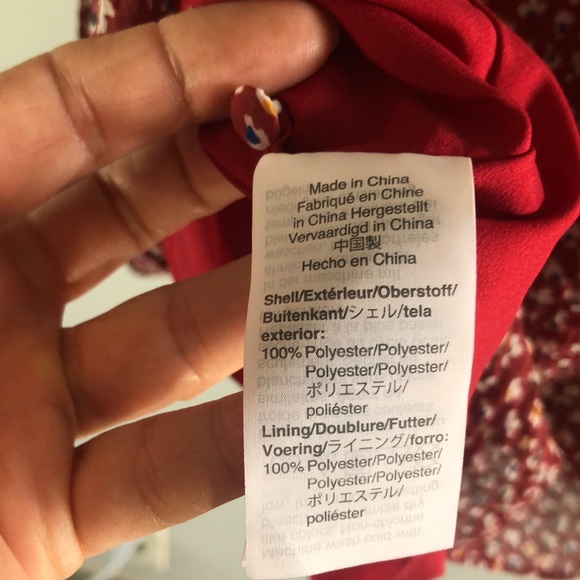 Made in China
Fabriqué en Chine
in China Hergestellt
Vervaardigd in China
中国製
Hecho en China
Shell/Extérieur/Oberstoff/
Buitenkant/シェル/tela
exterior:
100% Polyester/Polyester/
Polyester/Polyester/
ポリエステル/
poliéster
Lining/Doublure/Futter/
Voering/ライニング/forro:
100% Polyester/Polyester/
Polyester/Polyester/
ポリエステル/
poliéster